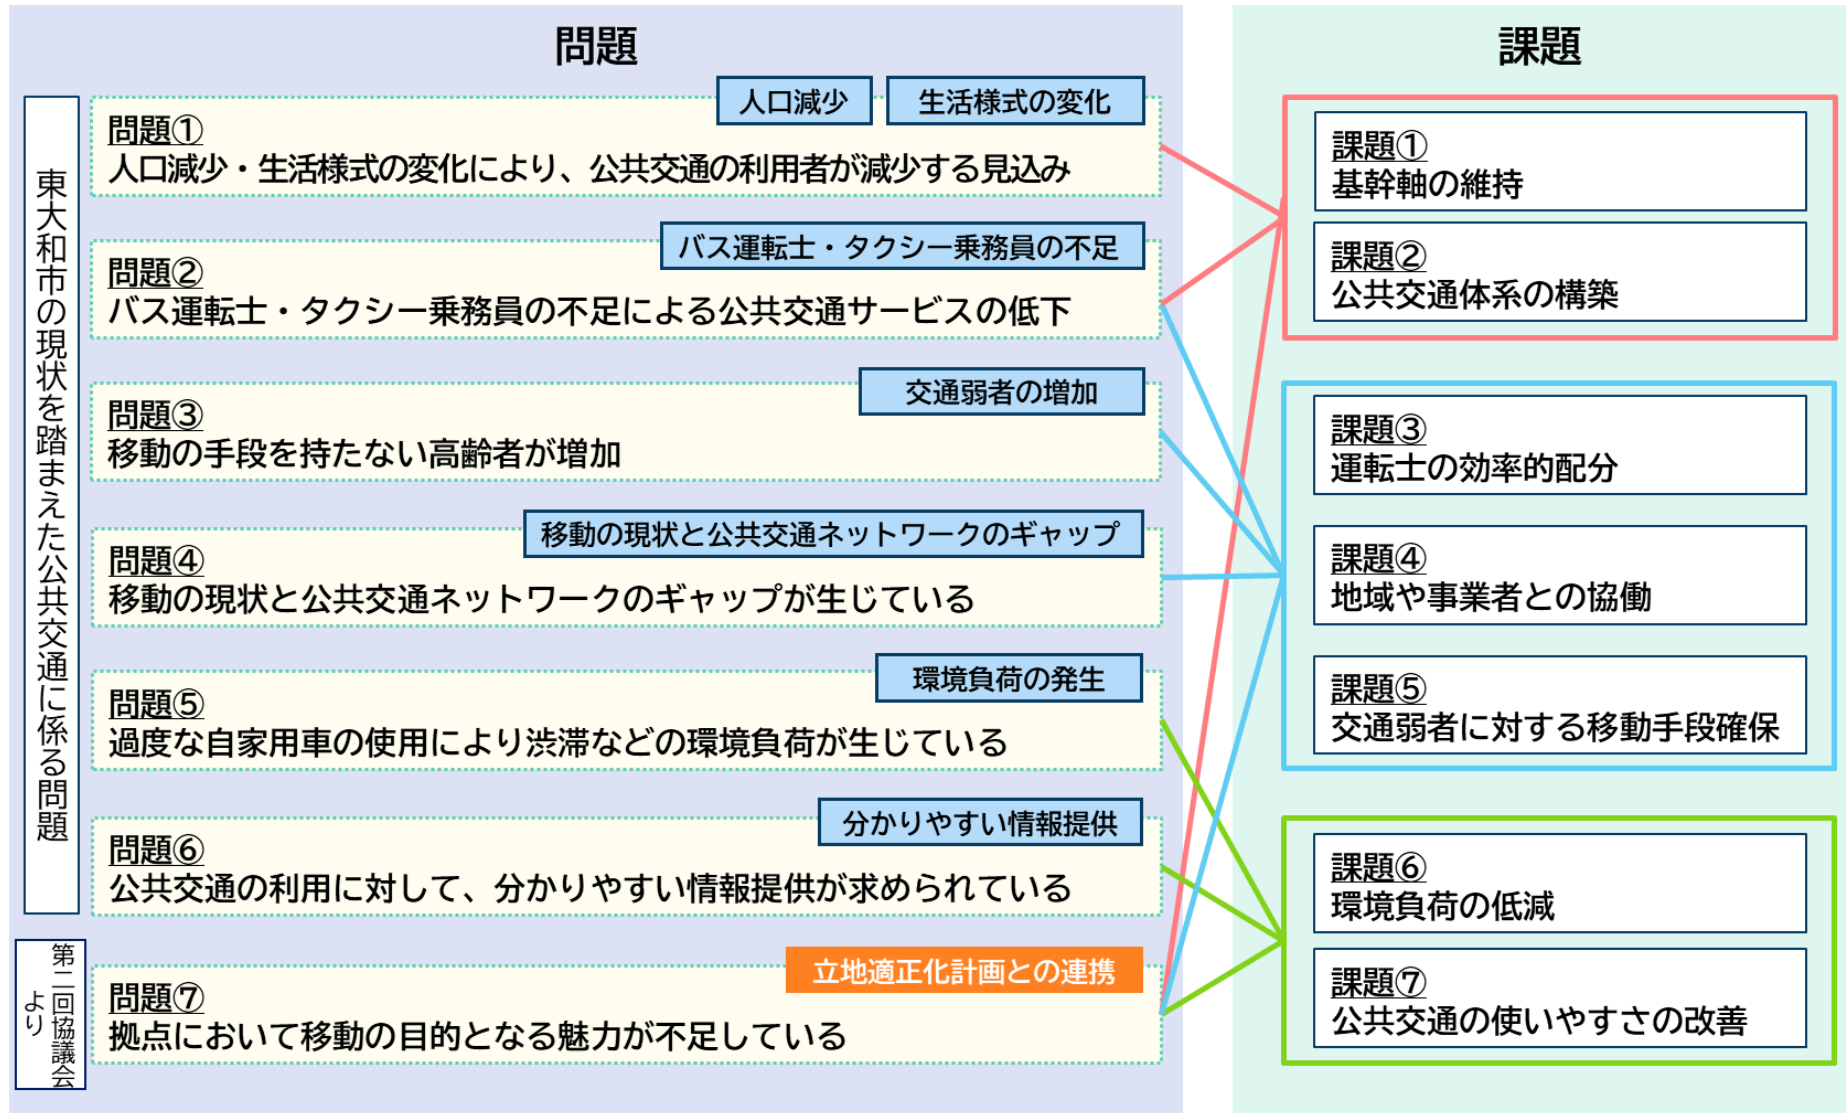 問題
課題
東大和市の現状を踏まえた公共交通に係る問題
人口減少
生活様式の変化
問題①
人口減少・生活様式の変化により、公共交通の利用者が減少する見込み
バス運転士・タクシー乗務員の不足
問題②
バス運転士・タクシー乗務員の不足による公共交通サービスの低下
交通弱者の増加
問題③
移動の手段を持たない高齢者が増加
移動の現状と公共交通ネットワークのギャップ
問題④
移動の現状と公共交通ネットワークのギャップが生じている
環境負荷の発生
問題⑤
過度な自家用車の使用により渋滞などの環境負荷が生じている
分かりやすい情報提供
問題⑥
公共交通の利用に対して、分かりやすい情報提供が求められている
第二回協議会
より
立地適正化計画との連携
問題⑦
拠点において移動の目的となる魅力が不足している
課題①
基幹軸の維持
課題②
公共交通体系の構築
課題③
運転士の効率的配分
課題④
地域や事業者との協働
課題⑤
交通弱者に対する移動手段確保
課題⑥
環境負荷の低減
課題⑦
公共交通の使いやすさの改善